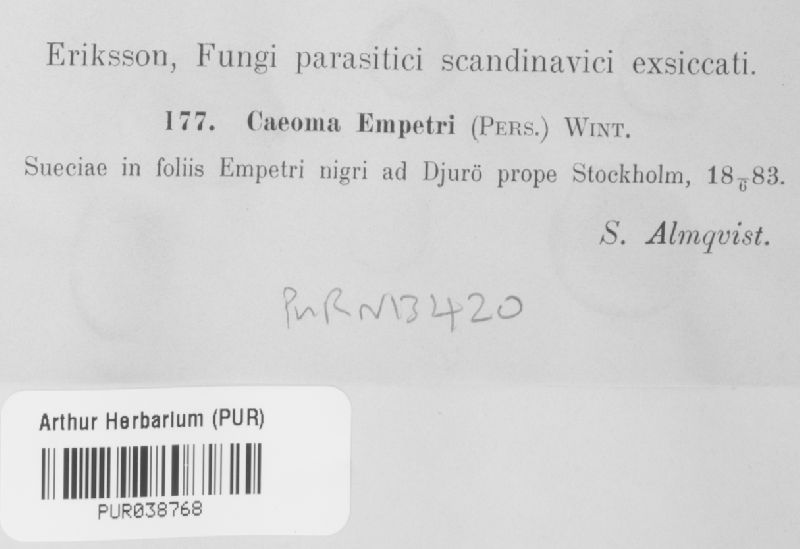 Eriksson, Fungi parasitici scandinavici exsiccati.
177. Caeoma Empetri (Pers.) Wint.
Sueciae in foliis Empetri nigri ad Djurö prope Stockholm, 18 –/6 83.
S. Almqvist.
PuR N13420
Arthur Herbarium (PUR)
PUR038768